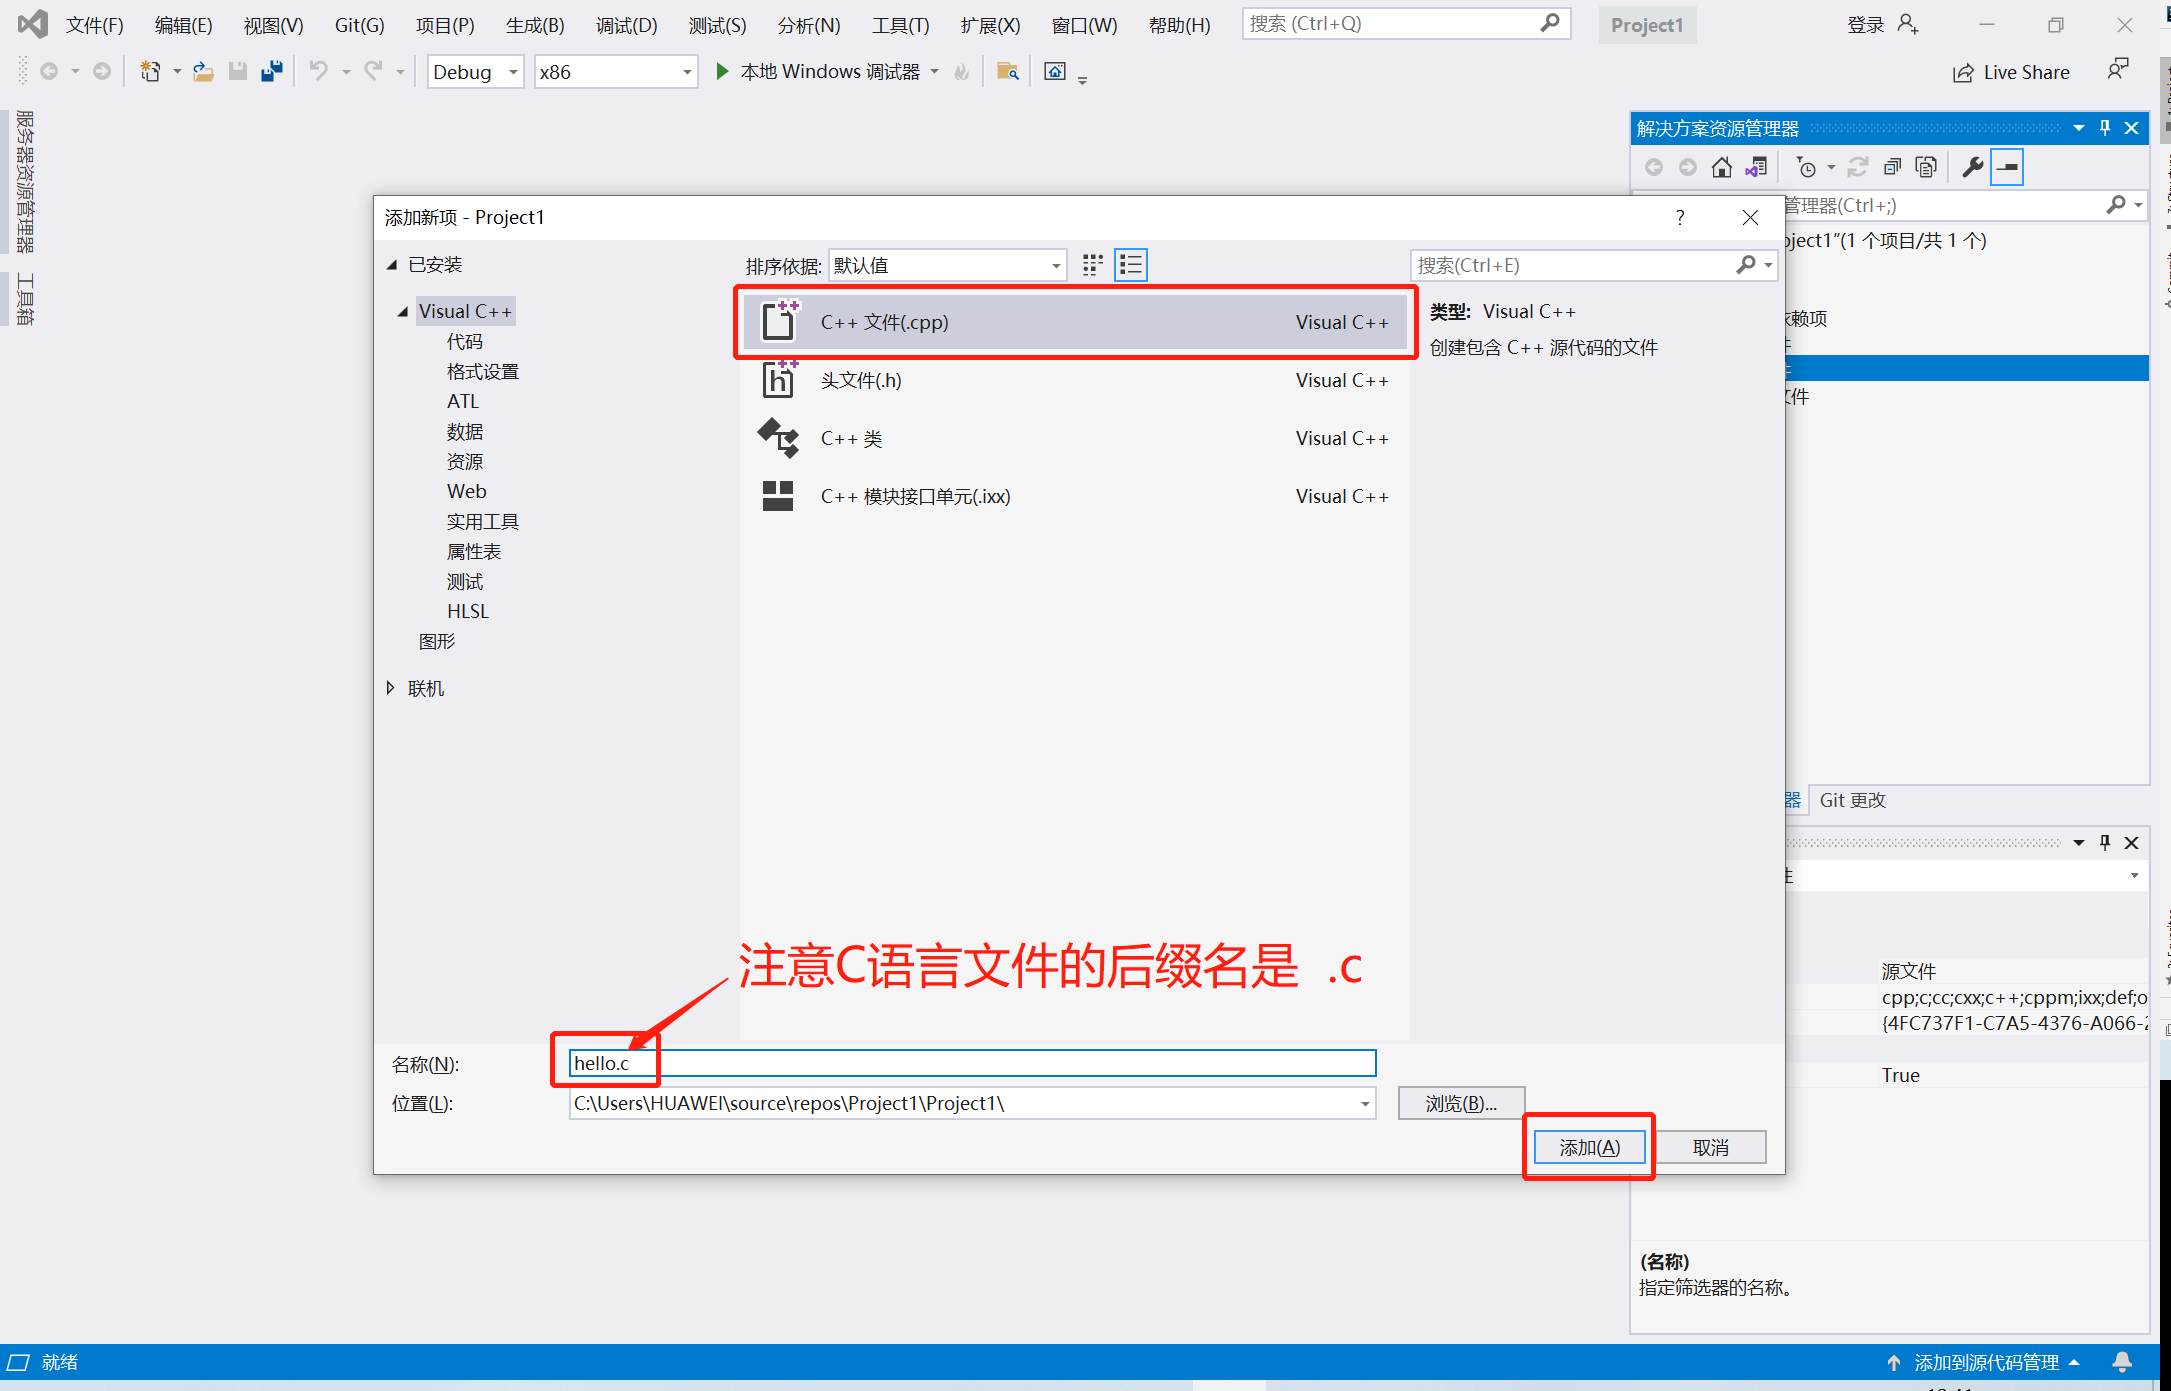 文件(F) 编辑(E) 视图(V) Git(G) 项目(P) 生成(B) 调试(D) 测试(S) 分析(N) 工具(T) 扩展(X) 窗口(W) 帮助(H) 搜索 (Ctrl+Q) Project1 登录
Debug x86 本地 Windows 调试器 Live Share
服务器资源管理器
工具箱
解决方案资源管理器
管理器(Ctrl+;)
oject1”(1 个项目/共 1 个)
赖项
文件
添加新项 - Project1 ?
已安装
Visual C++
代码
格式设置
ATL
数据
资源
Web
实用工具
属性表
测试
HLSL
图形
联机
排序依据: 默认值
搜索(Ctrl+E)
C++ 文件(.cpp) Visual C++
头文件(.h) Visual C++
C++ 类 Visual C++
C++ 模块接口单元(.ixx) Visual C++
类型: Visual C++
创建包含 C++ 源代码的文件
注意C语言文件的后缀名是 .c
名称(N): hello.c
位置(L): C:\Users\HUAWEI\source\repos\Project1\Project1\ 浏览(B)...
添加(A) 取消
器 Git 更改
源文件
cpp;c;cc;cxx;c++;cppm;ixx;def;o
{4FC737F1-C7A5-4376-A066-2
True
(名称)
指定筛选器的名称。
就绪 添加到源代码管理